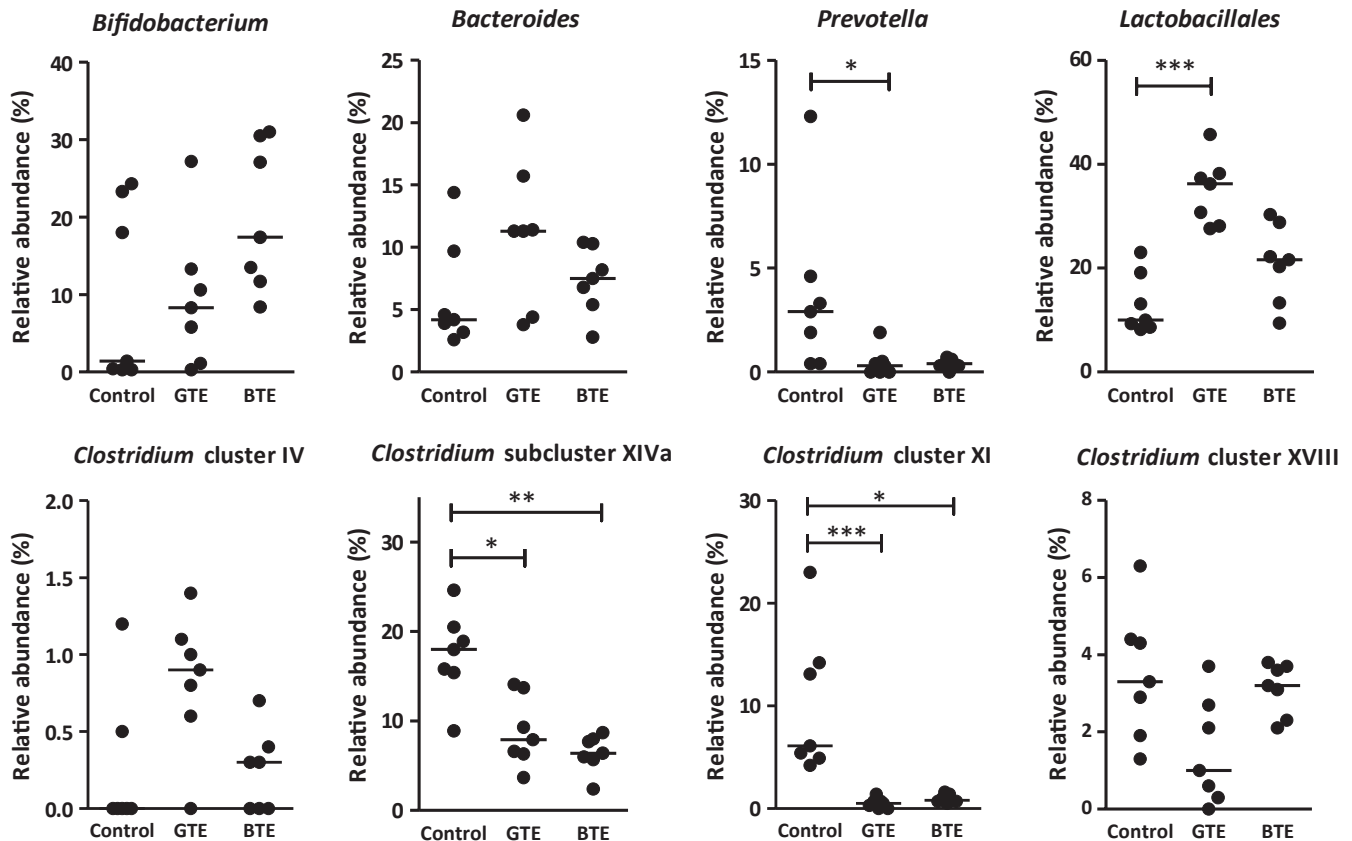 Bifidobacterium
Bacteroides
Prevotella
Lactobacillales
Relative abundance (%)
40
30
20
10
0
Control GTE BTE
Relative abundance (%)
25
20
15
10
5
0
Control GTE BTE
Relative abundance (%)
15
10
5
0
*
Control GTE BTE
Relative abundance (%)
60
40
20
0
***
Control GTE BTE
Clostridium cluster IV
Clostridium subcluster XIVa
Clostridium cluster XI
Clostridium cluster XVIII
Relative abundance (%)
2.0
1.5
1.0
0.5
0.0
Control GTE BTE
Relative abundance (%)
30
20
10
0
**
*
Control GTE BTE
Relative abundance (%)
30
20
10
0
*
***
Control GTE BTE
Relative abundance (%)
8
6
4
2
0
Control GTE BTE